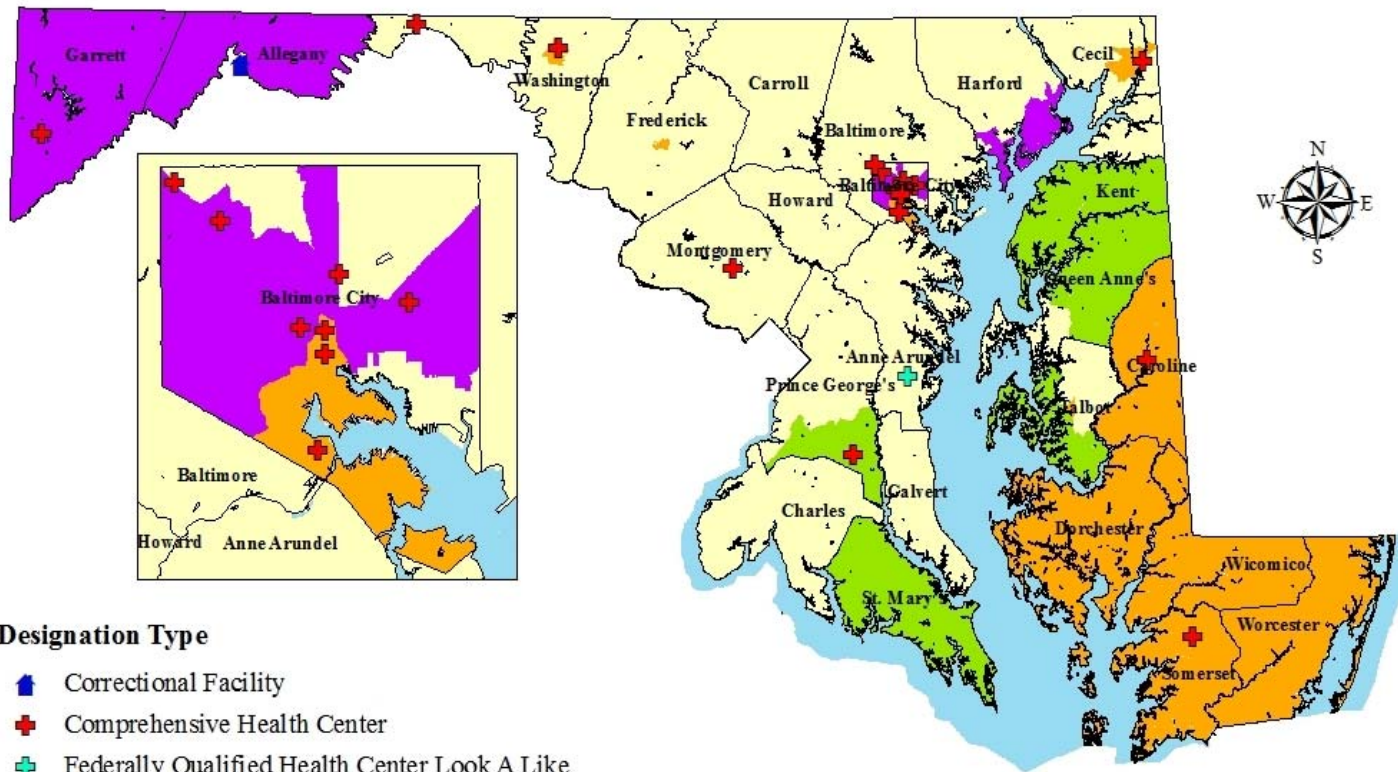 Garrett
Allegany
Washington
Frederick
Carroll
Baltimore
Harford
Cecil
Baltimore City
Howard
Montgomery
Kent
Queen Anne's
Caroline
Talbot
Anne Arundel
Prince George's
Charles
Calvert
St. Mary's
Dorchester
Wicomico
Worcester
Somerset
N
W
E
S
Baltimore City
Baltimore
Howard
Anne Arundel
Designation Type
Correctional Facility
Comprehensive Health Center
Federally Qualified Health Center Look A Like